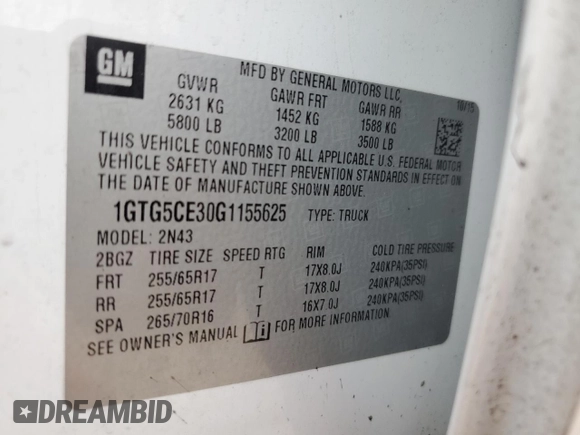 GM
MFD BY GENERAL MOTORS LLC,
10/15
GVWR GAWR FRT GAWR RR
2631 KG 1452 KG 1588 KG
5800 LB 3200 LB 3500 LB
THIS VEHICLE CONFORMS TO ALL APPLICABLE U.S. FEDERAL MOTOR
VEHICLE SAFETY AND THEFT PREVENTION STANDARDS IN EFFECT ON
THE DATE OF MANUFACTURE SHOWN ABOVE.
1GTG5CE30G1155625 TYPE: TRUCK
MODEL: 2N43
2BGZ TIRE SIZE SPEED RTG RIM COLD TIRE PRESSURE
FRT 255/65R17 T 17X8.0J 240KPA(35PSI)
RR 255/65R17 T 17X8.0J 240KPA(35PSI)
SPA 265/70R16 T 16X7.0J 240KPA(35PSI)
SEE OWNER'S MANUAL FOR MORE INFORMATION.
DREAMBID